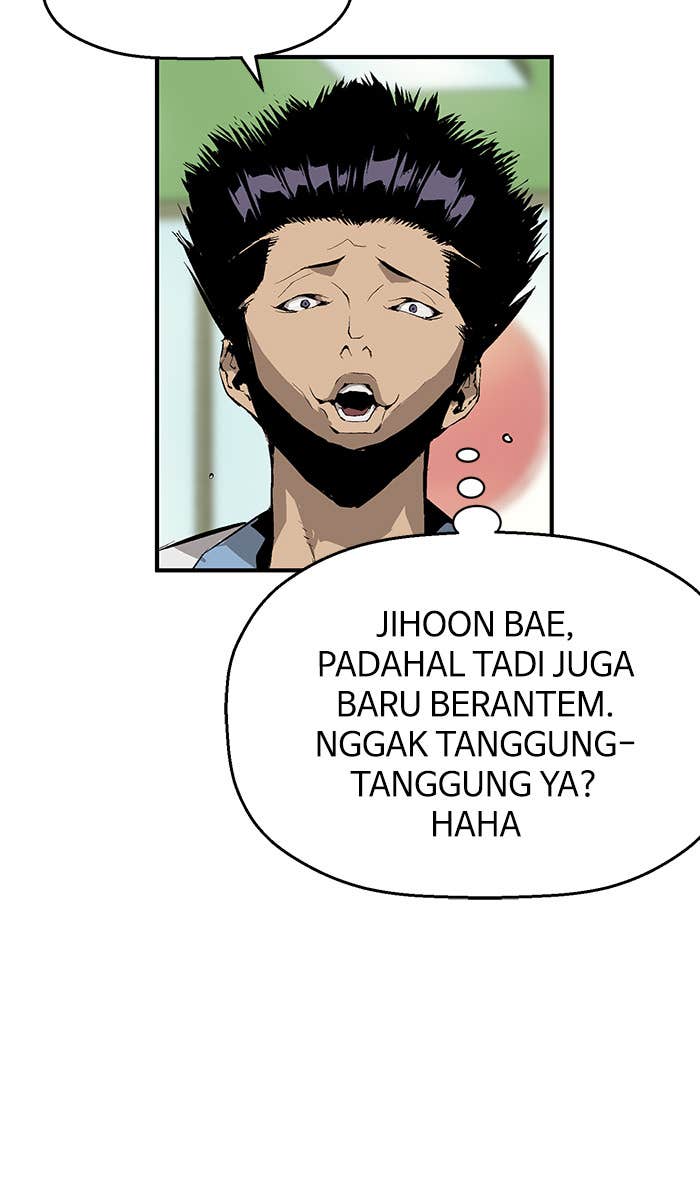 JIHOON BAE,
PADAHAL TADI JUGA
BARU BERANTEM.
NGGAK TANGGUNG-
TANGGUNG YA?
HAHA